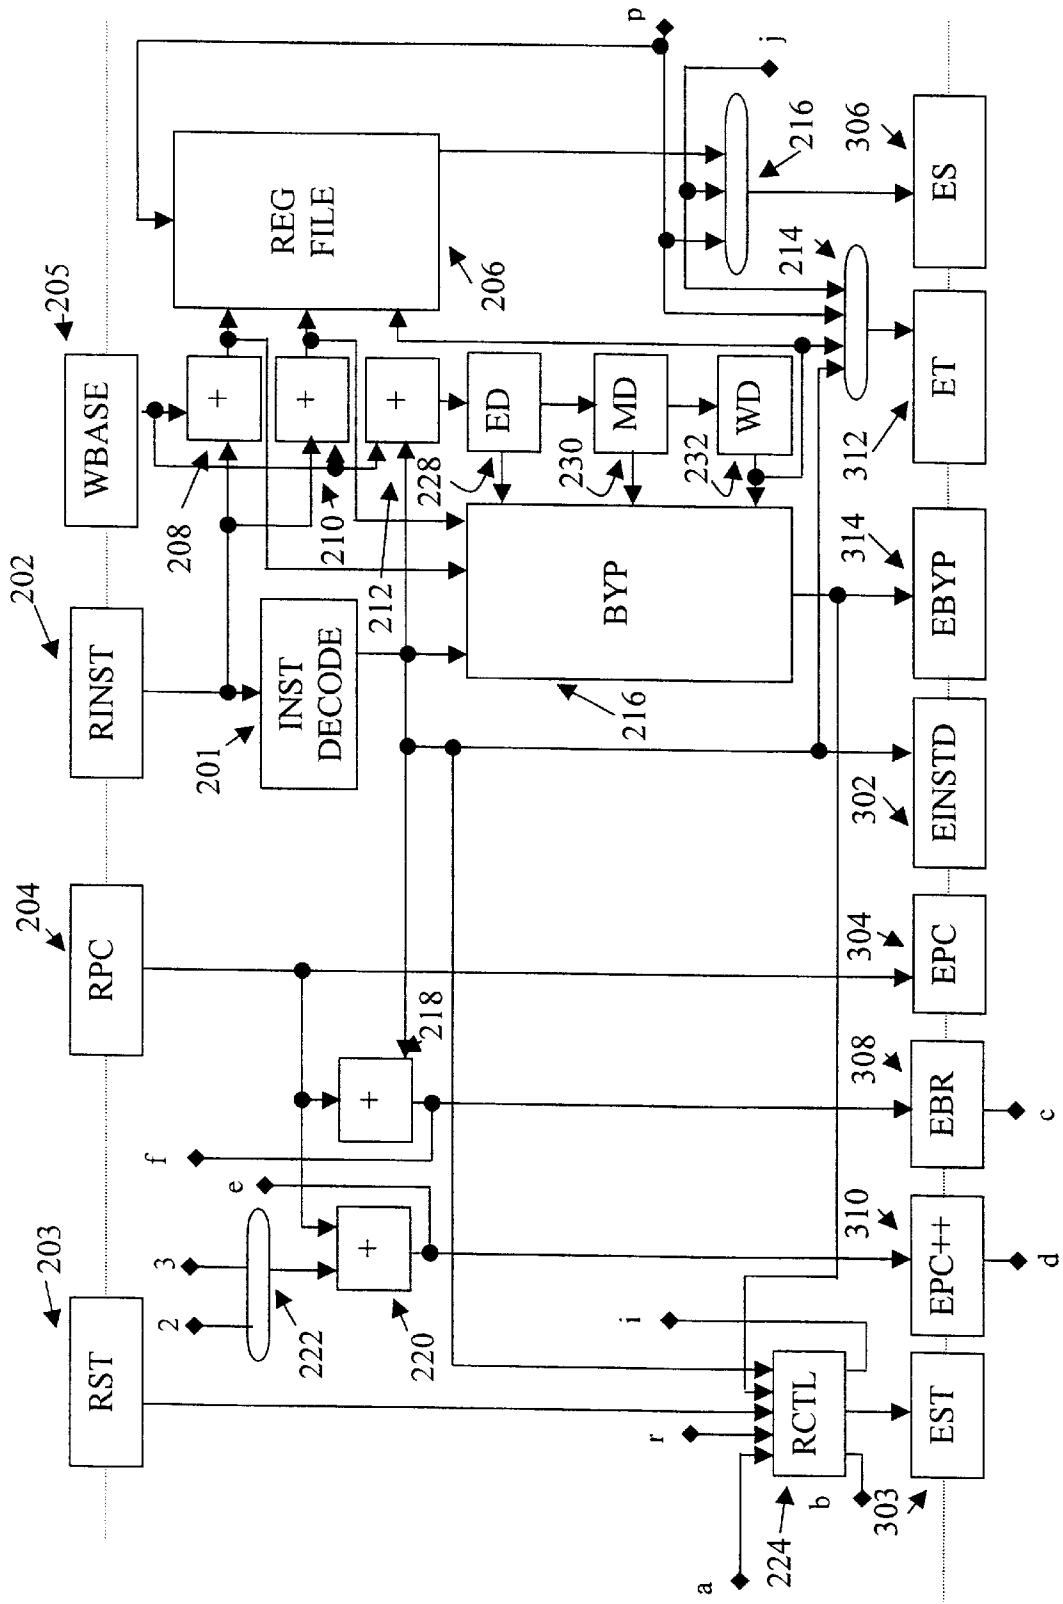 RST
203
RPC
204
RINST
202
WBASE
205
2
3
222
e
f
+
220
+
218
201
INST
DECODE
208
+
210
+
212
+
REG
FILE
206
p
j
228
ED
230
MD
232
WD
BYP
216
216
214
a
r
i
b
224
RCTL
303
EST
310
EPC++
d
308
EBR
c
304
EPC
302
EINSTD
314
EBYP
312
ET
306
ES